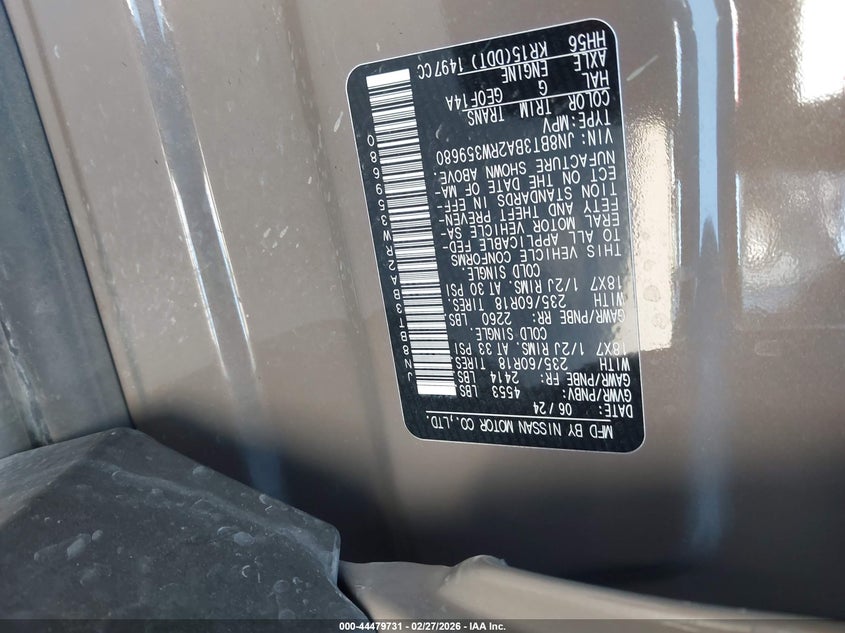 MFD BY NISSAN MOTOR CO.,LTD.
DATE: 06/24
GVWR/PNBV: 4553 LBS
GAWR/PNBE FR: 2414 LBS
WITH 235/60R18 TIRES.
18X7 1/2J RIMS. AT 33 PSI
COLD SINGLE.
GAWR/PNBE RR: 2260 LBS
WITH 235/60R18 TIRES.
18X7 1/2J RIMS. AT 30 PSI
COLD SINGLE.
THIS VEHICLE CONFORMS
TO ALL APPLICABLE FED-
ERAL MOTOR VEHICLE SA-
FETY AND THEFT PREVEN-
TION STANDARDS IN EFF-
ECT ON THE DATE OF MA-
NUFACTURE SHOWN ABOVE.
VIN: JN8BT3BA2RW359680
TYPE:MPV
COLOR TRIM TRANS
HAL G GE0F14A
AXLE ENGINE
HH56 KR15(DDT) 1497CC
JN8BT3BA2RW359680
000-44479731 - 02/27/2026 - IAA Inc.